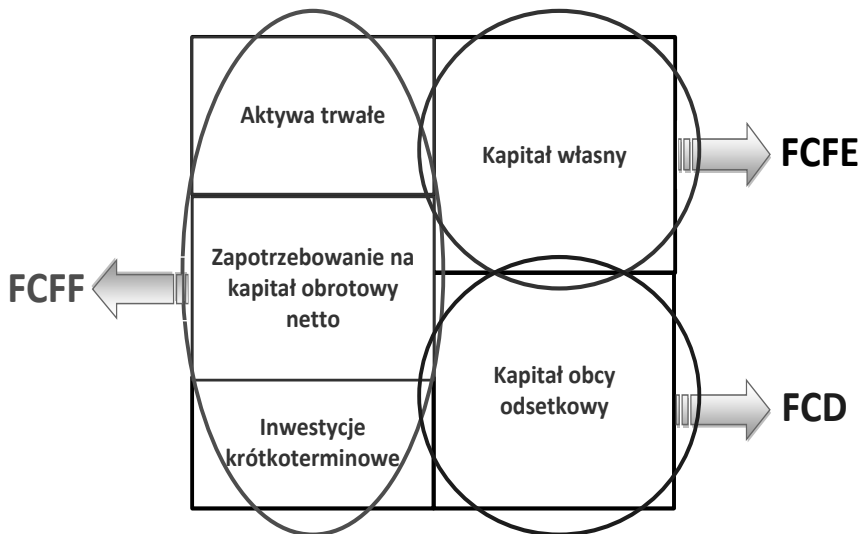 Aktywa trwałe
Kapitał własny
FCFE
Zapotrzebowanie na
kapitał obrotowy
netto
FCFF
Kapitał obcy
odsetkowy
FCD
Inwestycje
krótkoterminowe